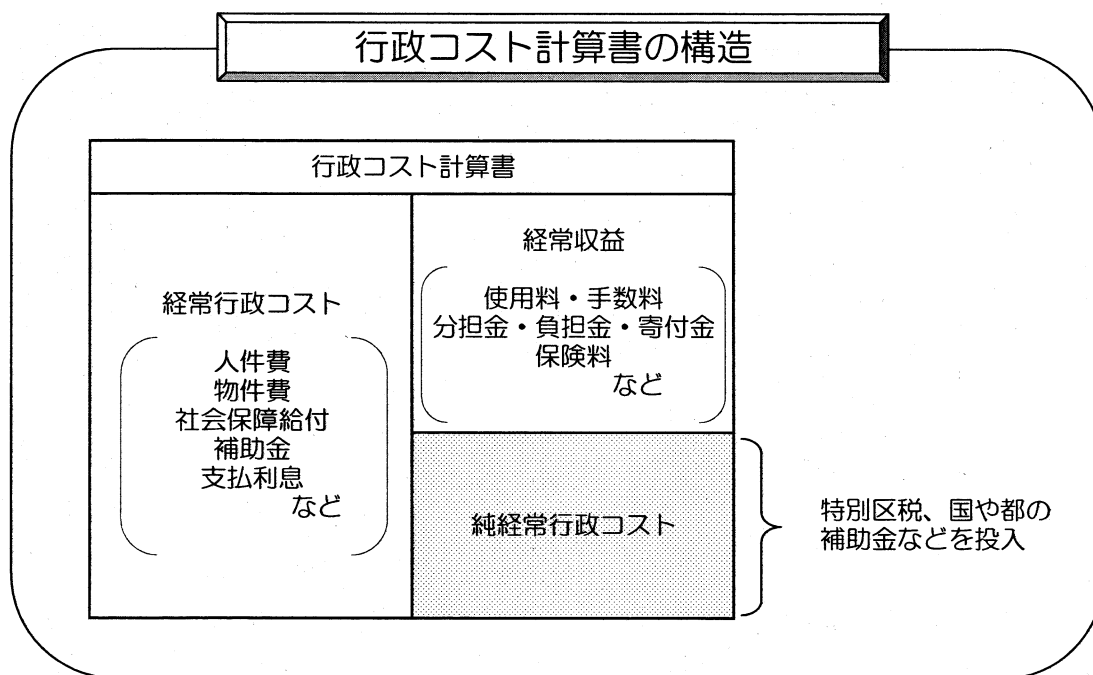 行政コスト計算書の構造
行政コスト計算書
経常行政コスト
人件費
物件費
社会保障給付
補助金
支払利息
など
経常収益
使用料・手数料
分担金・負担金・寄付金
保険料
など
純経常行政コスト
特別区税、国や都の
補助金などを投入